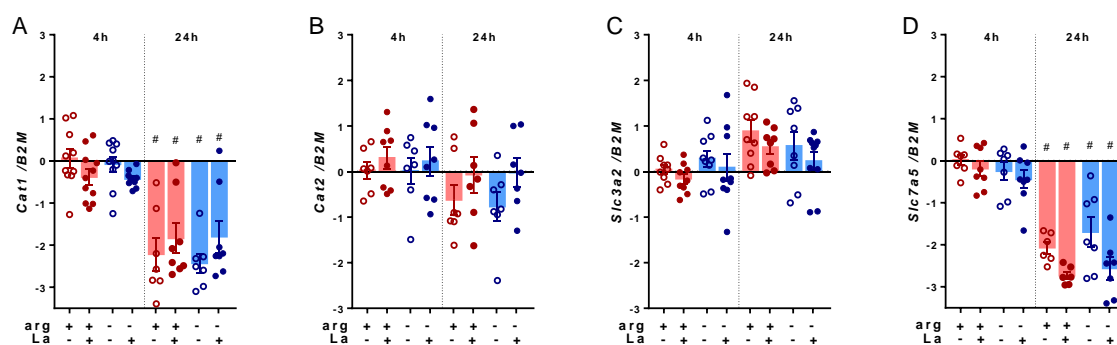 A
4h 24h
Cat1 /B2M
3
2
1
0
-1
-2
-3
# # # #
arg + + - - + + - -
La - + - + - + - +
B
4h 24h
Cat2 /B2M
3
2
1
0
-1
-2
-3
+ + - - + + - -
- + - + - + - +
C
4h 24h
Slc3a2 /B2M
3
2
1
0
-1
-2
-3
arg + + - - + + - -
La - + - + - + - +
D
4h 24h
Slc7a5 /B2M
3
2
1
0
-1
-2
-3
# # # #
arg + + - - + + - -
La - + - + - + - +